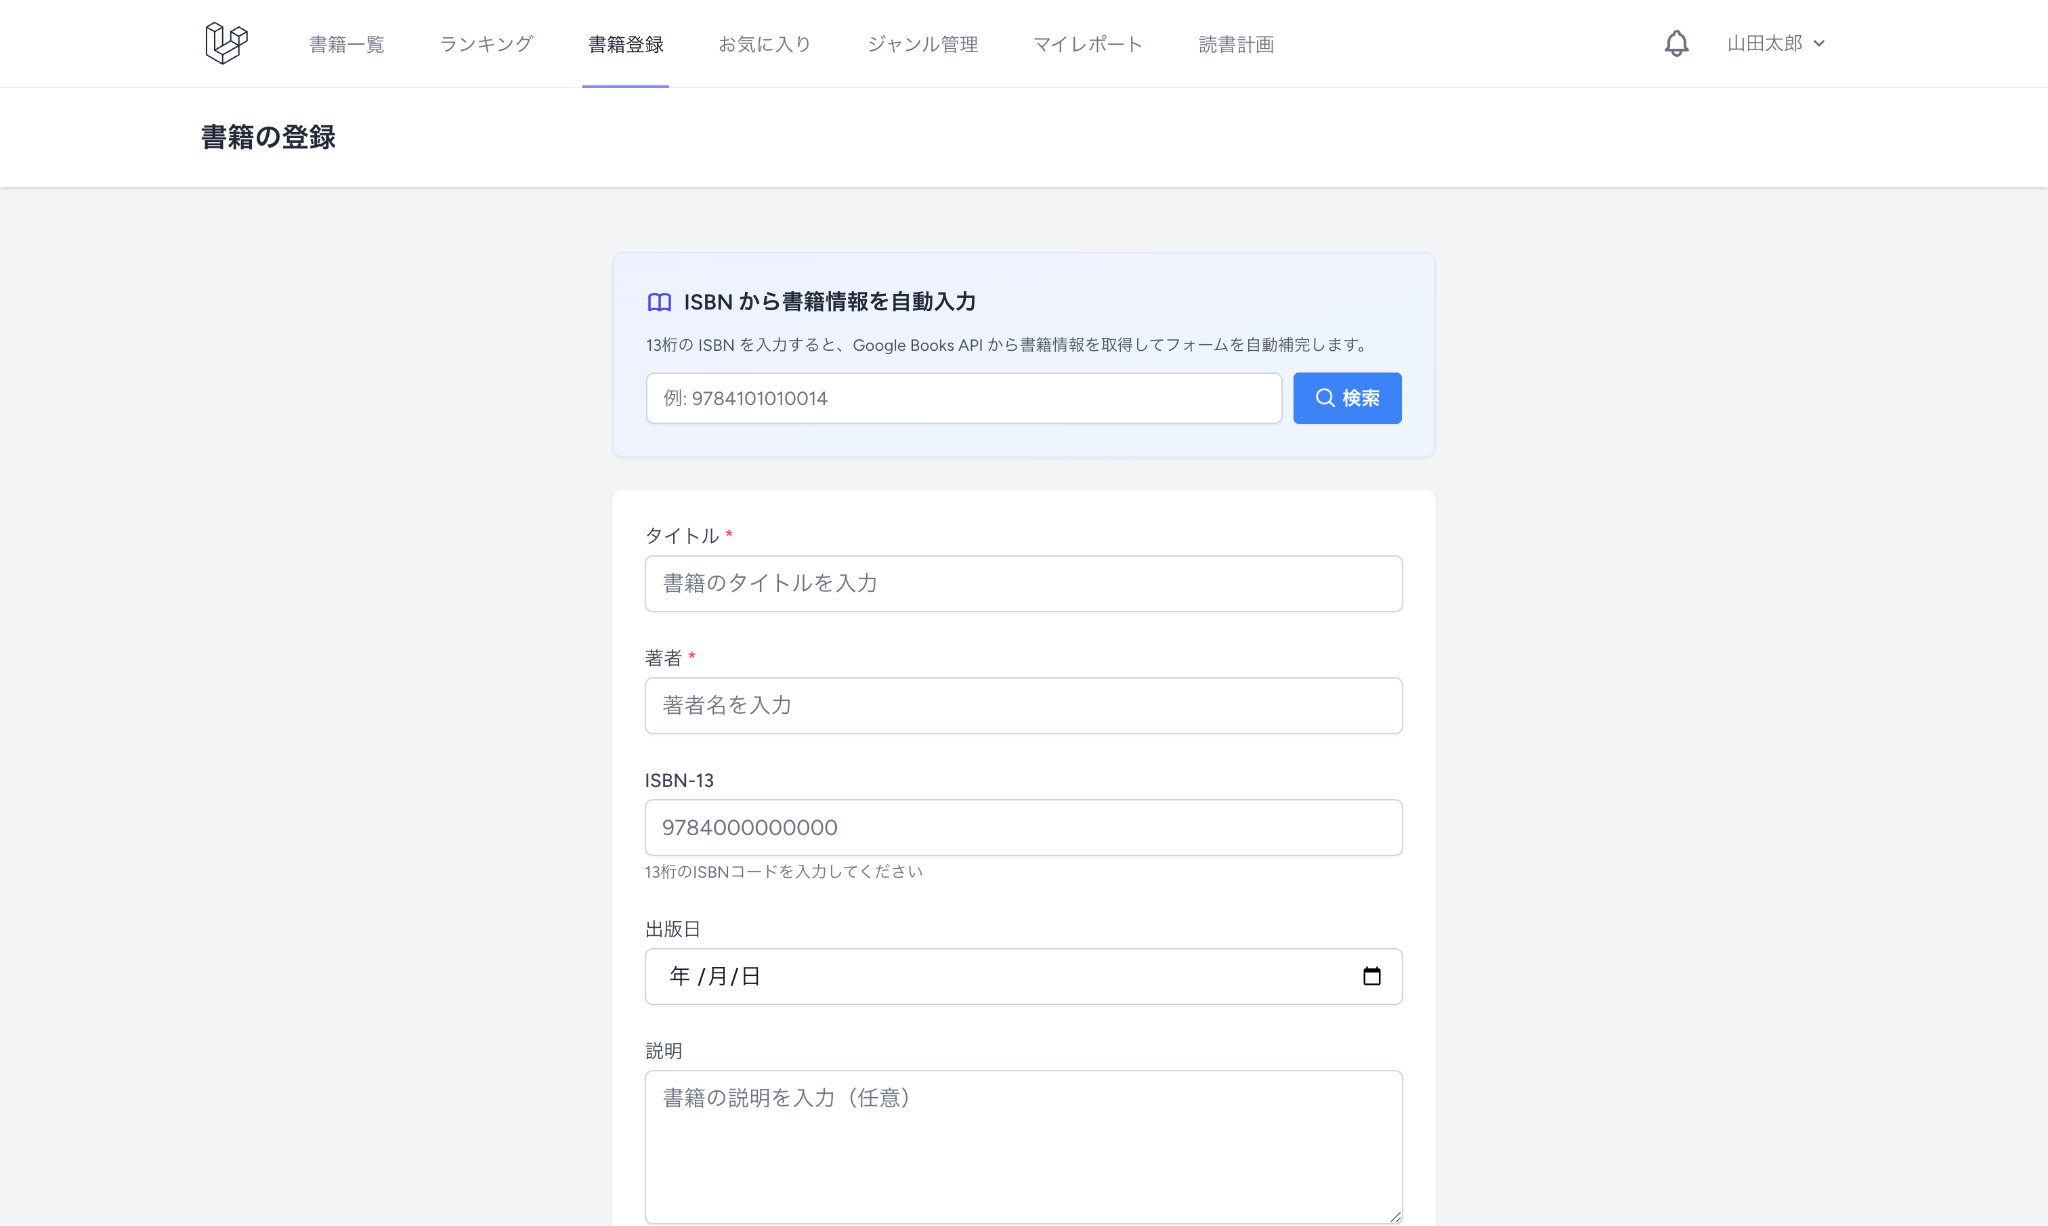 書籍一覧 ランキング 書籍登録 お気に入り ジャンル管理 マイレポート 読書計画 山田太郎
書籍の登録
ISBN から書籍情報を自動入力
13桁の ISBN を入力すると、Google Books API から書籍情報を取得してフォームを自動補完します。
例: 9784101010014 検索
タイトル *
書籍のタイトルを入力
著者 *
著者名を入力
ISBN-13
9784000000000
13桁のISBNコードを入力してください
出版日
年 /月/日
説明
書籍の説明を入力（任意）